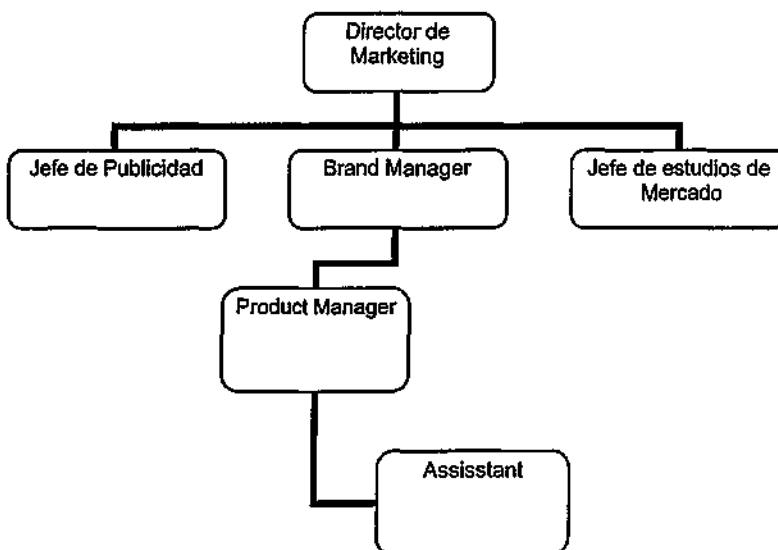 Director de
Marketing
Jefe de Publicidad
Brand Manager
Jefe de estudios de
Mercado
Product Manager
Assisstant